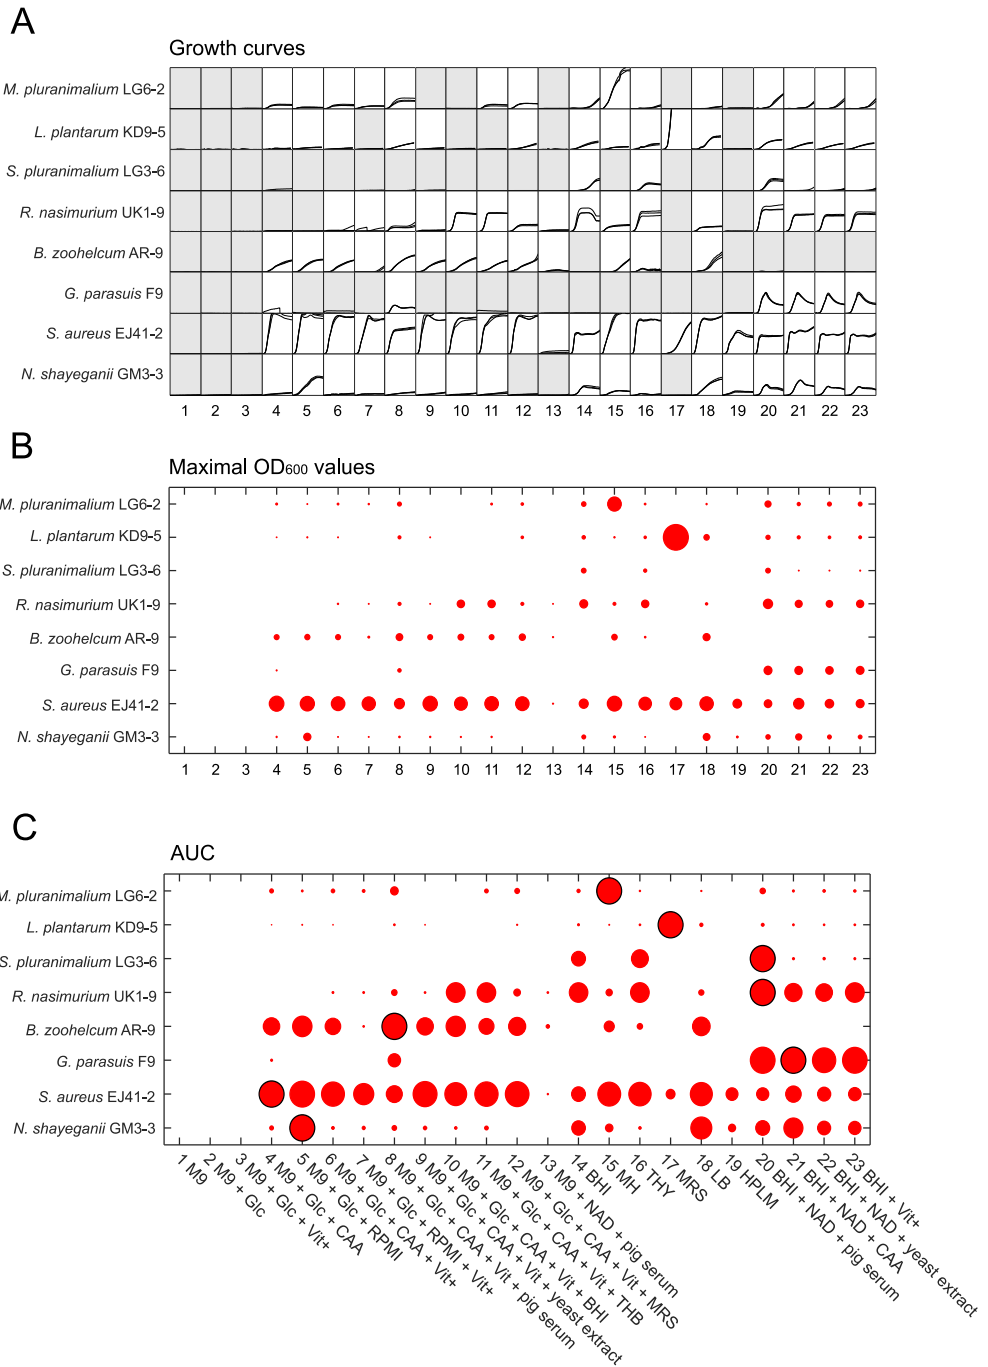 A
Growth curves
M. pluranimalium LG6-2
L. plantarum KD9-5
S. pluranimalium LG3-6
R. nasimurium UK1-9
B. zoohelcum AR-9
G. parasuis F9
S. aureus EJ41-2
N. shayeganii GM3-3
1 2 3 4 5 6 7 8 9 10 11 12 13 14 15 16 17 18 19 20 21 22 23
B
Maximal OD600 values
M. pluranimalium LG6-2
L. plantarum KD9-5
S. pluranimalium LG3-6
R. nasimurium UK1-9
B. zoohelcum AR-9
G. parasuis F9
S. aureus EJ41-2
N. shayeganii GM3-3
1 2 3 4 5 6 7 8 9 10 11 12 13 14 15 16 17 18 19 20 21 22 23
C
AUC
M. pluranimalium LG6-2
L. plantarum KD9-5
S. pluranimalium LG3-6
R. nasimurium UK1-9
B. zoohelcum AR-9
G. parasuis F9
S. aureus EJ41-2
N. shayeganii GM3-3
1 M9
2 M9 + Glc
3 M9 + Glc + Vit+
4 M9 + Glc + CAA
5 M9 + Glc + CAA + Vit+
6 M9 + Glc + RPMI
7 M9 + Glc + RPMI + Vit+
8 M9 + Glc + CAA + Vit + pig serum
9 M9 + Glc + CAA + Vit + yeast extract
10 M9 + Glc + CAA + Vit + BHI
11 M9 + Glc + CAA + Vit + THB
12 M9 + Glc + CAA + Vit + MRS
13 M9 + NAD + pig serum
14 BHI
15 MH
16 THY
17 MRS
18 LB
19 HPLM
20 BHI + NAD + pig serum
21 BHI + NAD + CAA
22 BHI + NAD + yeast extract
23 BHI + Vit+